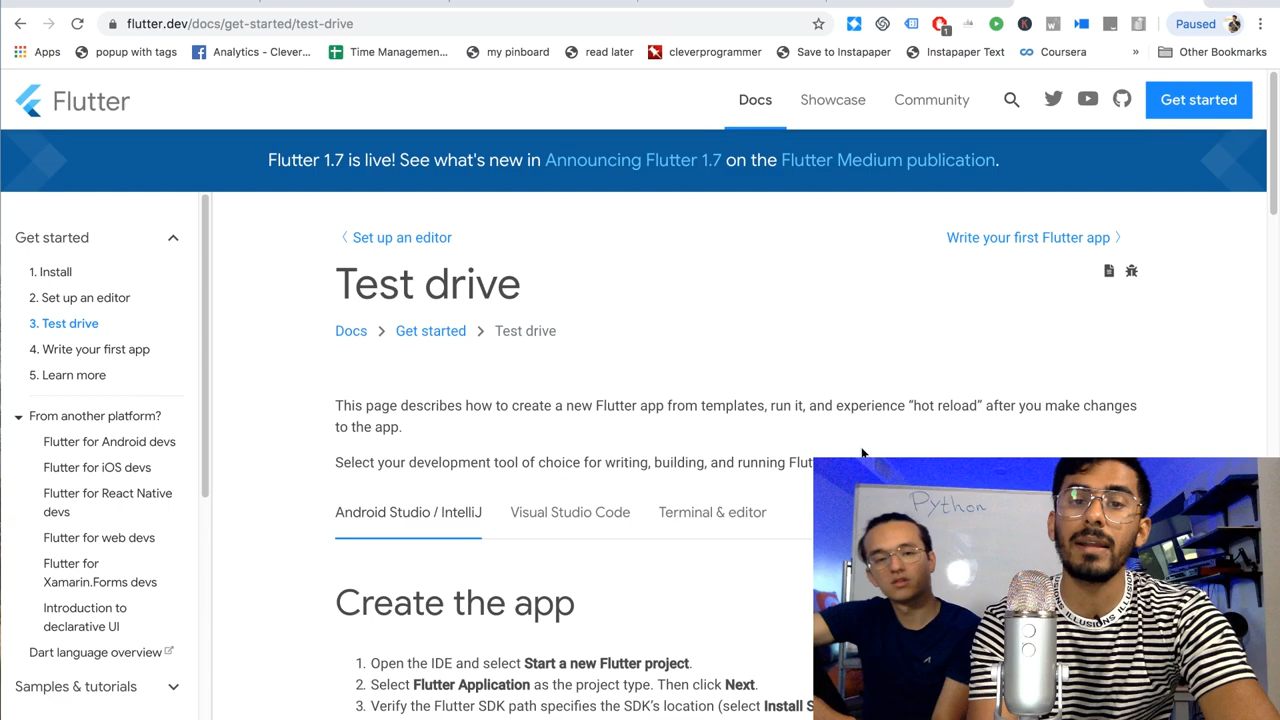 flutter.dev/docs/get-started/test-drive
Paused
Apps
popup with tags
Analytics - Clever...
Time Managemen...
my pinboard
read later
cleverprogrammer
Save to Instapaper
Instapaper Text
Coursera
»
Other Bookmarks
Flutter
Docs
Showcase
Community
Get started
Flutter 1.7 is live! See what's new in Announcing Flutter 1.7 on the Flutter Medium publication.
Get started
1. Install
2. Set up an editor
3. Test drive
4. Write your first app
5. Learn more
From another platform?
Flutter for Android devs
Flutter for iOS devs
Flutter for React Native
devs
Flutter for web devs
Flutter for
Xamarin.Forms devs
Introduction to
declarative UI
Dart language overview
Samples & tutorials
〈 Set up an editor
Write your first Flutter app 〉
Test drive
Docs > Get started > Test drive
This page describes how to create a new Flutter app from templates, run it, and experience “hot reload” after you make changes
to the app.
Select your development tool of choice for writing, building, and running Flut
Android Studio / IntelliJ
Visual Studio Code
Terminal & editor
Create the app
1. Open the IDE and select Start a new Flutter project.
2. Select Flutter Application as the project type. Then click Next.
3. Verify the Flutter SDK path specifies the SDK’s location (select Install S
Python
ILLUSIONS